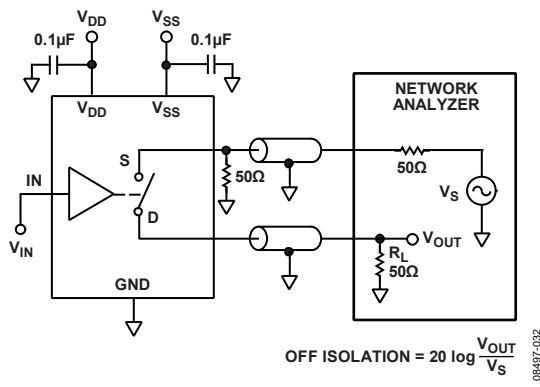 VDD
VSS
0.1µF
0.1µF
VDD
VSS
NETWORK
ANALYZER
S
50Ω
50Ω
IN
VS
D
VOUT
VIN
RL
50Ω
GND
OFF ISOLATION = 20 log VOUT/VS
08497-032